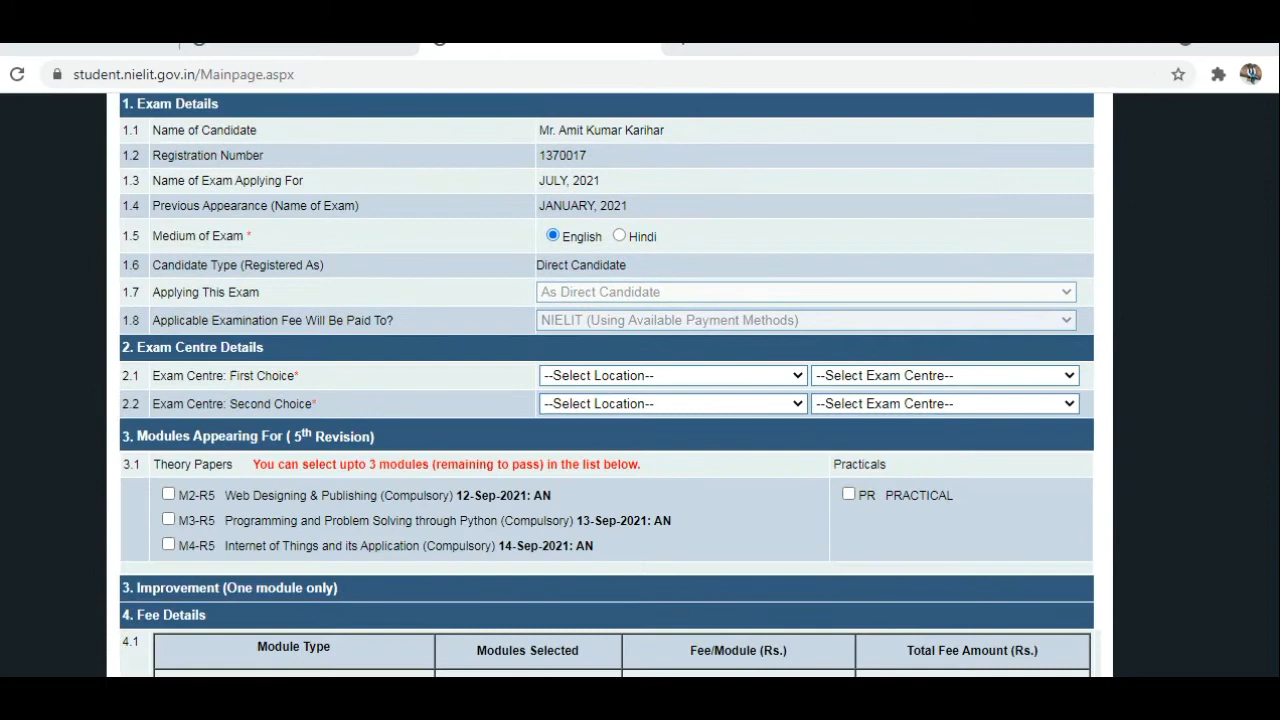 student.nielit.gov.in/Mainpage.aspx
1. Exam Details
1.1 Name of Candidate Mr. Amit Kumar Karihar
1.2 Registration Number 1370017
1.3 Name of Exam Applying For JULY, 2021
1.4 Previous Appearance (Name of Exam) JANUARY, 2021
1.5 Medium of Exam * English Hindi
1.6 Candidate Type (Registered As) Direct Candidate
1.7 Applying This Exam As Direct Candidate
1.8 Applicable Examination Fee Will Be Paid To? NIELIT (Using Available Payment Methods)
2. Exam Centre Details
2.1 Exam Centre: First Choice* --Select Location-- --Select Exam Centre--
2.2 Exam Centre: Second Choice* --Select Location-- --Select Exam Centre--
3. Modules Appearing For ( 5th Revision)
3.1 Theory Papers You can select upto 3 modules (remaining to pass) in the list below. Practicals
M2-R5 Web Designing & Publishing (Compulsory) 12-Sep-2021: AN PR PRACTICAL
M3-R5 Programming and Problem Solving through Python (Compulsory) 13-Sep-2021: AN
M4-R5 Internet of Things and its Application (Compulsory) 14-Sep-2021: AN
3. Improvement (One module only)
4. Fee Details
4.1 Module Type Modules Selected Fee/Module (Rs.) Total Fee Amount (Rs.)